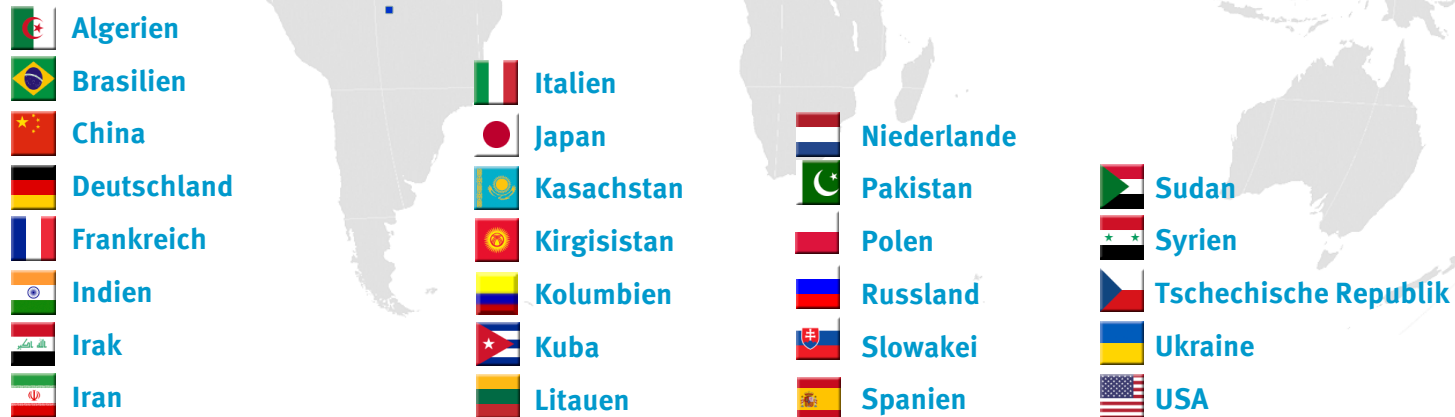 Algerien
Brasilien
China
Deutschland
Frankreich
Indien
Irak
Iran
Italien
Japan
Kasachstan
Kirgisistan
Kolumbien
Kuba
Litauen
Niederlande
Pakistan
Polen
Russland
Slowakei
Spanien
Sudan
Syrien
Tschechische Republik
Ukraine
USA